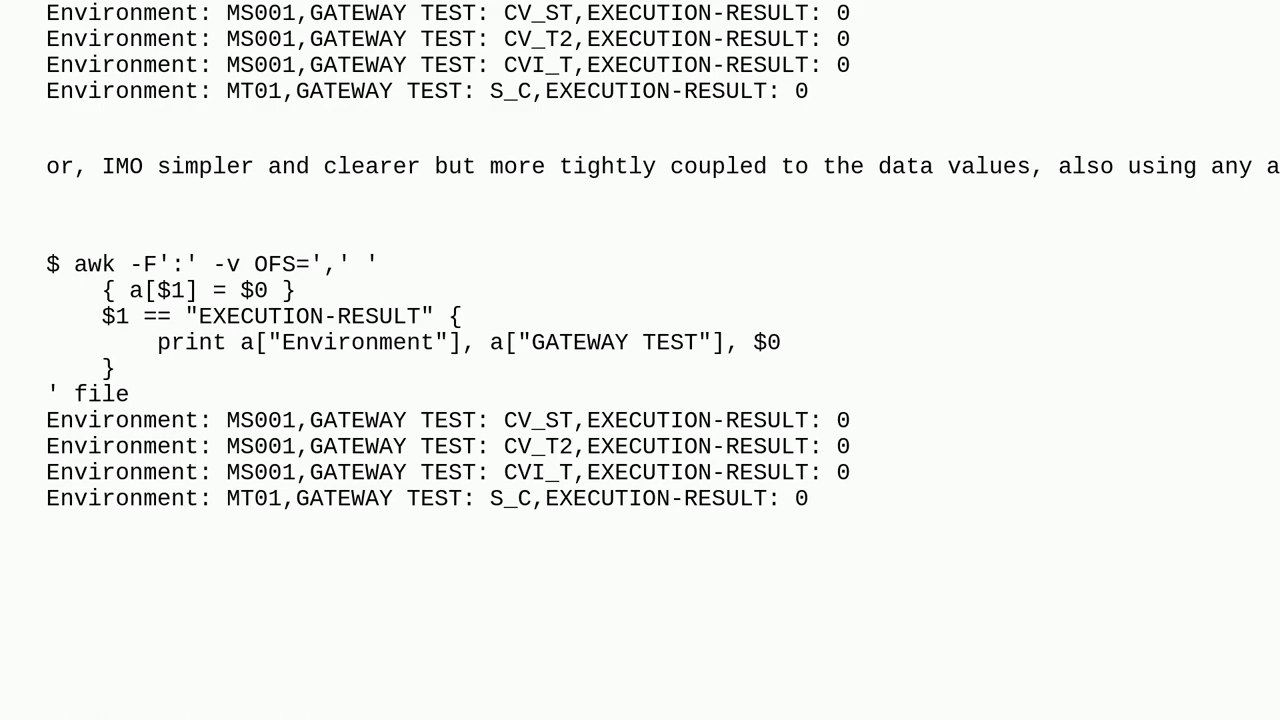 Environment: MS001,GATEWAY TEST: CV_ST,EXECUTION-RESULT: 0
Environment: MS001,GATEWAY TEST: CV_T2,EXECUTION-RESULT: 0
Environment: MS001,GATEWAY TEST: CVI_T,EXECUTION-RESULT: 0
Environment: MT01,GATEWAY TEST: S_C,EXECUTION-RESULT: 0
or, IMO simpler and clearer but more tightly coupled to the data values, also using any a
$ awk -F':' -v OFS=',' '
    { a[$1] = $0 }
    $1 == "EXECUTION-RESULT" {
        print a["Environment"], a["GATEWAY TEST"], $0
    }
' file
Environment: MS001,GATEWAY TEST: CV_ST,EXECUTION-RESULT: 0
Environment: MS001,GATEWAY TEST: CV_T2,EXECUTION-RESULT: 0
Environment: MS001,GATEWAY TEST: CVI_T,EXECUTION-RESULT: 0
Environment: MT01,GATEWAY TEST: S_C,EXECUTION-RESULT: 0